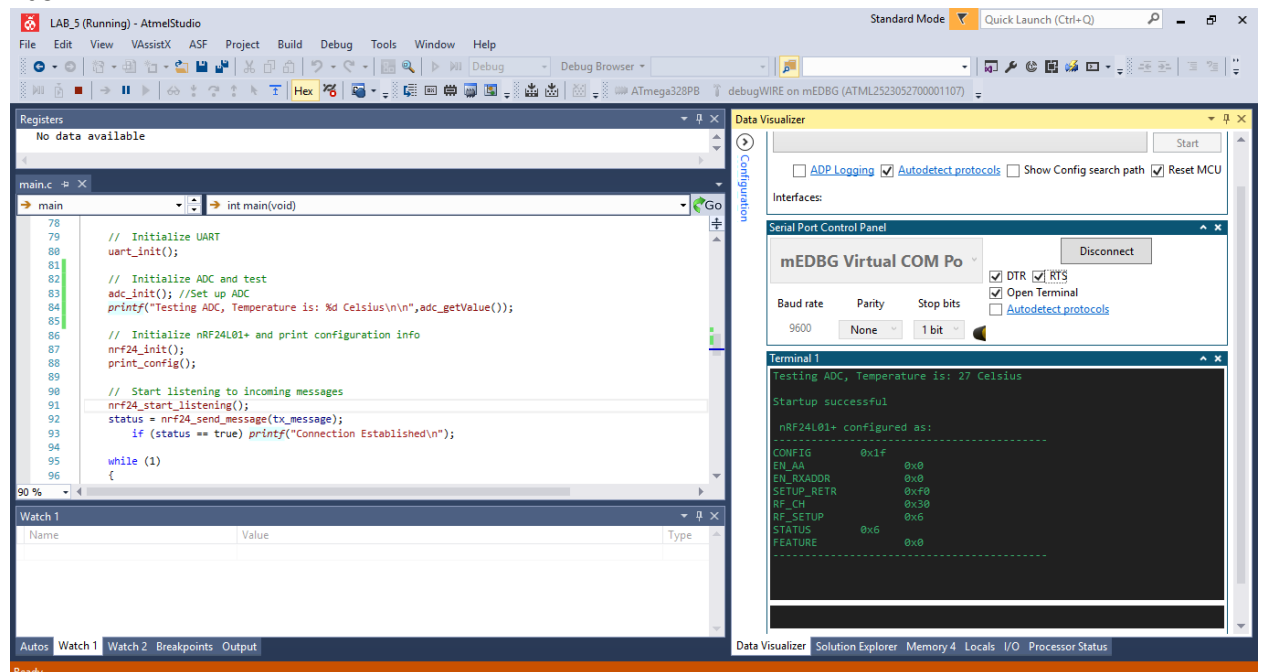 LAB_5 (Running) - AtmelStudio
Standard Mode
Quick Launch (Ctrl+Q)
File Edit View VAssistX ASF Project Build Debug Tools Window Help
Debug
Debug Browser
Hex
ATmega328PB
debugWIRE on mEDBG (ATML2523052700001107)
Registers
No data available
main.c
main
int main(void)
Go
78
79 // Initialize UART
80 uart_init();
81
82 // Initialize ADC and test
83 adc_init(); //Set up ADC
84 printf("Testing ADC, Temperature is: %d Celsius\n\n",adc_getValue());
85
86 // Initialize nRF24L01+ and print configuration info
87 nrf24_init();
88 print_config();
89
90 // Start listening to incoming messages
91 nrf24_start_listening();
92 status = nrf24_send_message(tx_message);
93 if (status == true) printf("Connection Established\n");
94
95 while (1)
96 {
90 %
Watch 1
Name Value Type
Autos Watch 1 Watch 2 Breakpoints Output
Data Visualizer
Configuration
Start
ADP Logging Autodetect protocols Show Config search path Reset MCU
Interfaces:
Serial Port Control Panel
mEDBG Virtual COM Po
Disconnect
DTR RTS
Open Terminal
Autodetect protocols
Baud rate Parity Stop bits
9600 None 1 bit
Terminal 1
Testing ADC, Temperature is: 27 Celsius
Startup successful
nRF24L01+ configured as:
-----------------------------------------
CONFIG 0x1f
EN_AA 0x0
EN_RXADDR 0x0
SETUP_RETR 0xf0
RF_CH 0x30
RF_SETUP 0x6
STATUS 0x6
FEATURE 0x0
-----------------------------------------
Data Visualizer Solution Explorer Memory 4 Locals I/O Processor Status
Ready